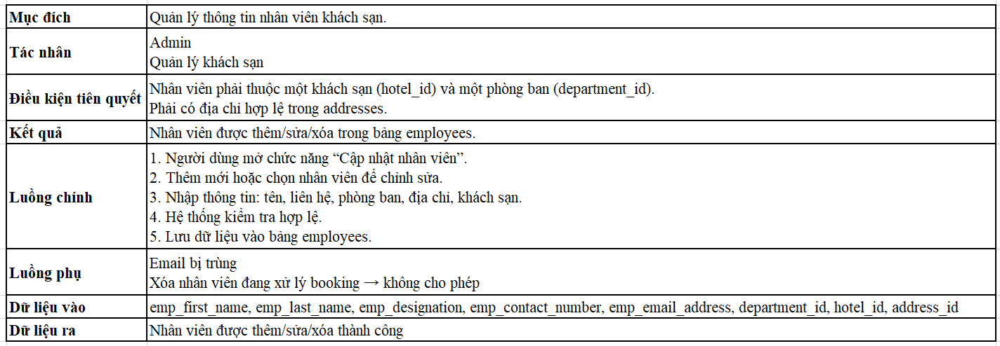 Mục đích Quản lý thông tin nhân viên khách sạn.
Tác nhân Admin
Quản lý khách sạn
Điều kiện tiên quyết Nhân viên phải thuộc một khách sạn (hotel_id) và một phòng ban (department_id).
Phải có địa chỉ hợp lệ trong addresses.
Kết quả Nhân viên được thêm/sửa/xóa trong bảng employees.
Luồng chính 1. Người dùng mở chức năng “Cập nhật nhân viên”.
2. Thêm mới hoặc chọn nhân viên để chỉnh sửa.
3. Nhập thông tin: tên, liên hệ, phòng ban, địa chỉ, khách sạn.
4. Hệ thống kiểm tra hợp lệ.
5. Lưu dữ liệu vào bảng employees.
Luồng phụ Email bị trùng
Xóa nhân viên đang xử lý booking → không cho phép
Dữ liệu vào emp_first_name, emp_last_name, emp_designation, emp_contact_number, emp_email_address, department_id, hotel_id, address_id
Dữ liệu ra Nhân viên được thêm/sửa/xóa thành công